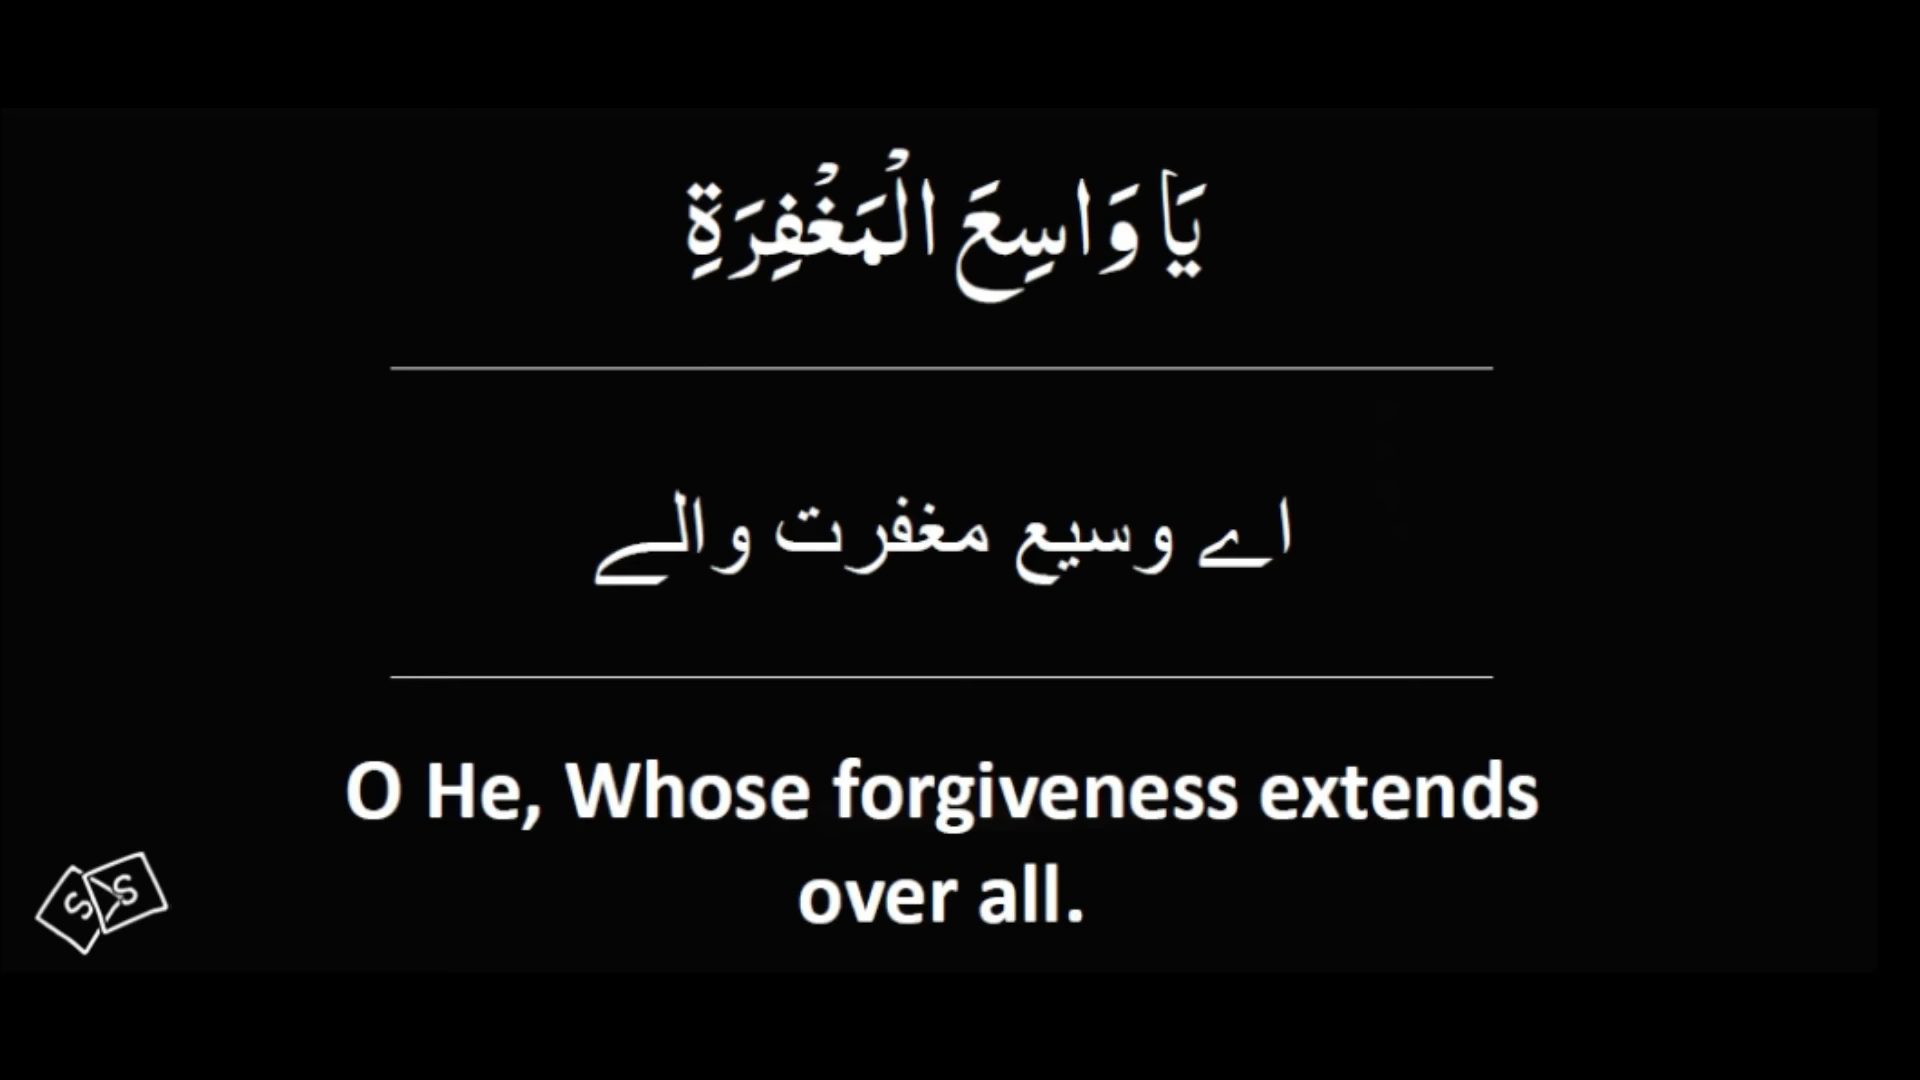 يَا وَاسِعَ الْمَغْفِرَةِ
اے وسیع مغفرت والے
O He, Whose forgiveness extends
over all.
S S